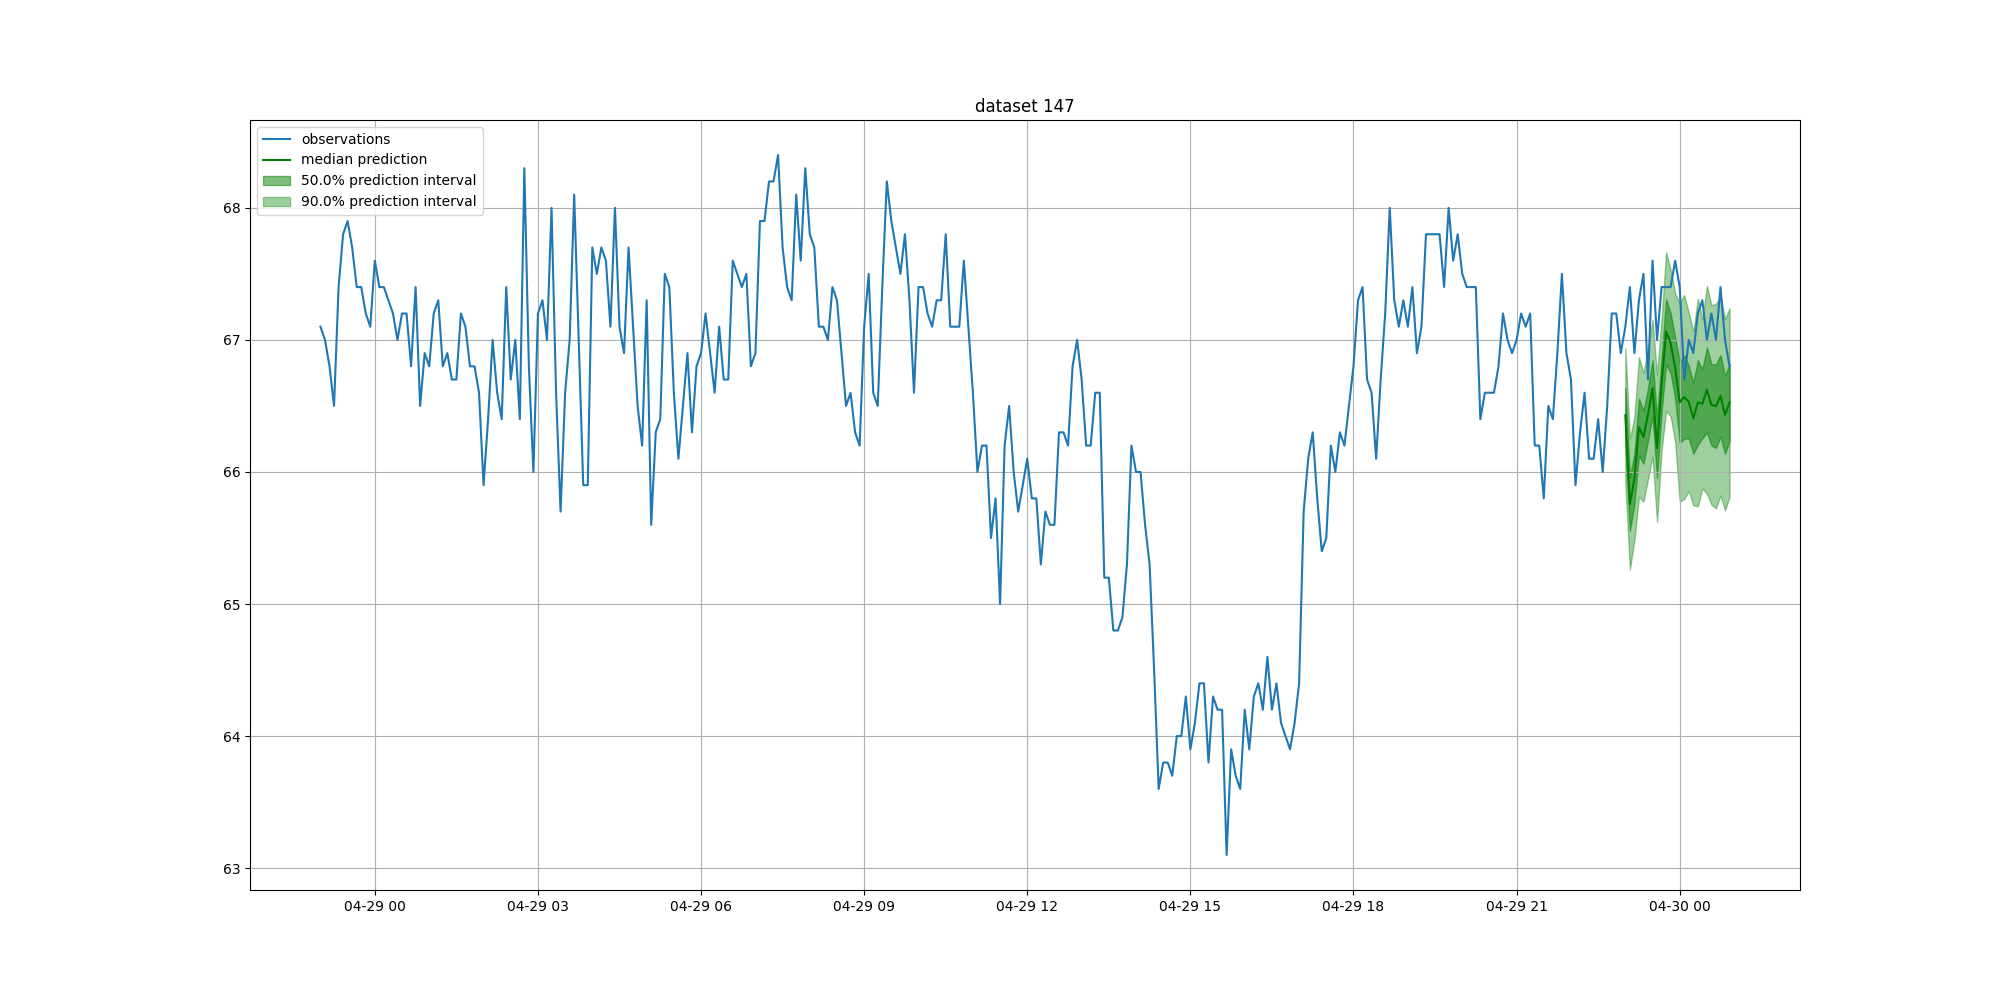 dataset 147
observations
median prediction
50.0% prediction interval
90.0% prediction interval
68
67
66
65
64
63
04-29 00 04-29 03 04-29 06 04-29 09 04-29 12 04-29 15 04-29 18 04-29 21 04-30 00